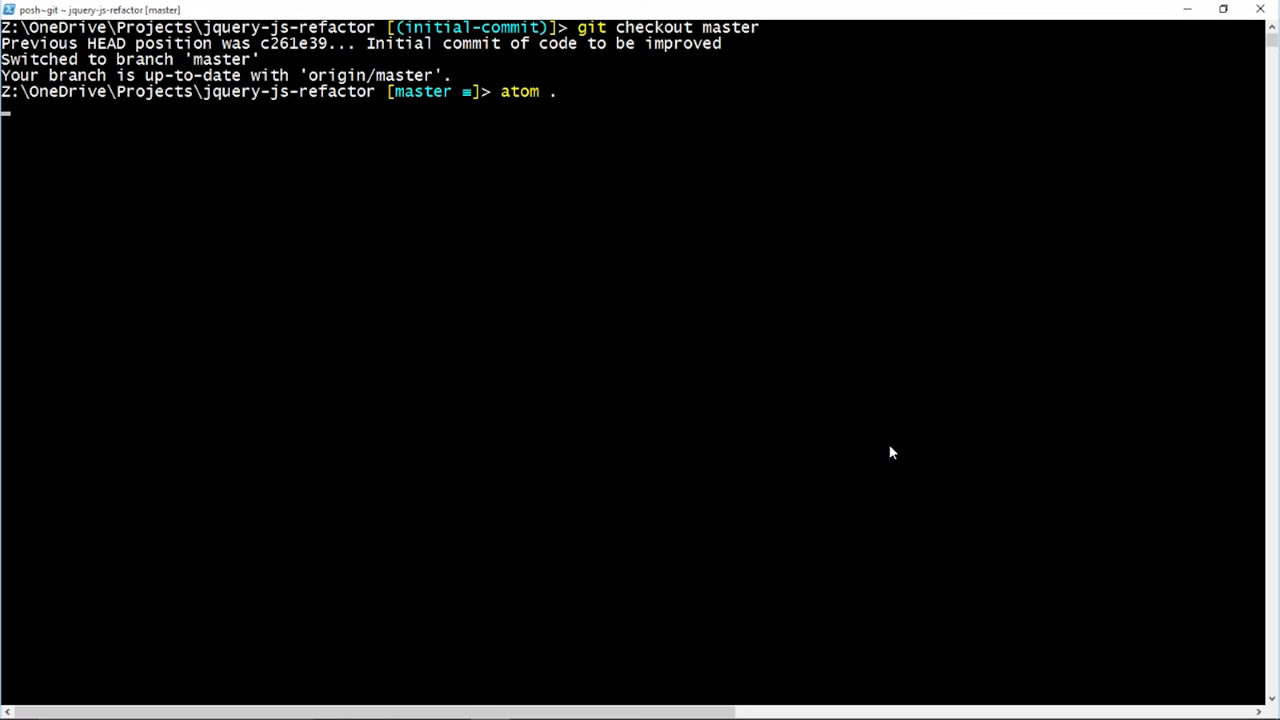 posh~git ~ jquery-js-refactor [master]
Z:\OneDrive\Projects\jquery-js-refactor [(initial-commit)]> git checkout master
Previous HEAD position was c261e39... Initial commit of code to be improved
Switched to branch 'master'
Your branch is up-to-date with 'origin/master'.
Z:\OneDrive\Projects\jquery-js-refactor [master ≡]> atom .